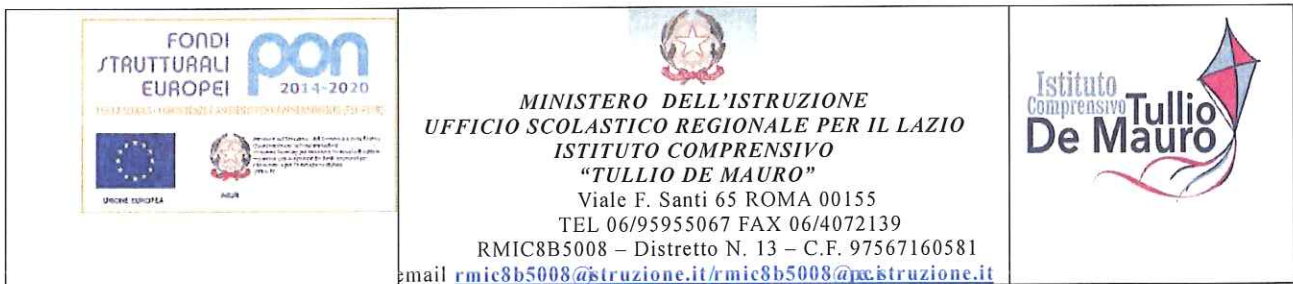 FONDI
STRUTTURALI
EUROPEI
pon
2014-2020
UNIONE EUROPEA
MIUR
MINISTERO DELL'ISTRUZIONE
UFFICIO SCOLASTICO REGIONALE PER IL LAZIO
ISTITUTO COMPRENSIVO
“TULLIO DE MAURO”
Viale F. Santi 65 ROMA 00155
TEL 06/95955067 FAX 06/4072139
RMIC8B5008 – Distretto N. 13 – C.F. 97567160581
email rmic8b5008@istruzione.it/rmic8b5008@pec.istruzione.it
Istituto
Comprensivo Tullio
De Mauro